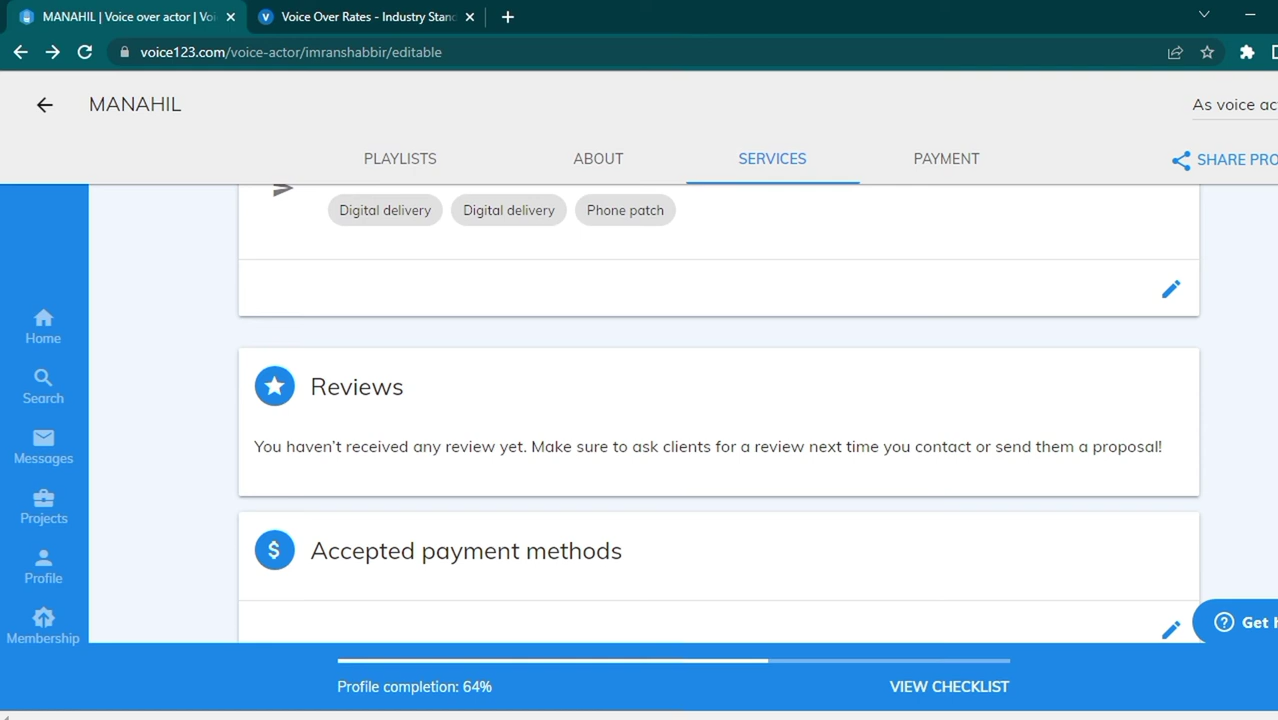 MANAHIL | Voice over actor | Voi
Voice Over Rates - Industry Stand
voice123.com/voice-actor/imranshabbir/editable
MANAHIL
As voice ac
PLAYLISTS
ABOUT
SERVICES
PAYMENT
SHARE PRO
Digital delivery
Digital delivery
Phone patch
Home
Search
Messages
Projects
Profile
Membership
Reviews
You haven't received any review yet. Make sure to ask clients for a review next time you contact or send them a proposal!
Accepted payment methods
Get h
Profile completion: 64%
VIEW CHECKLIST